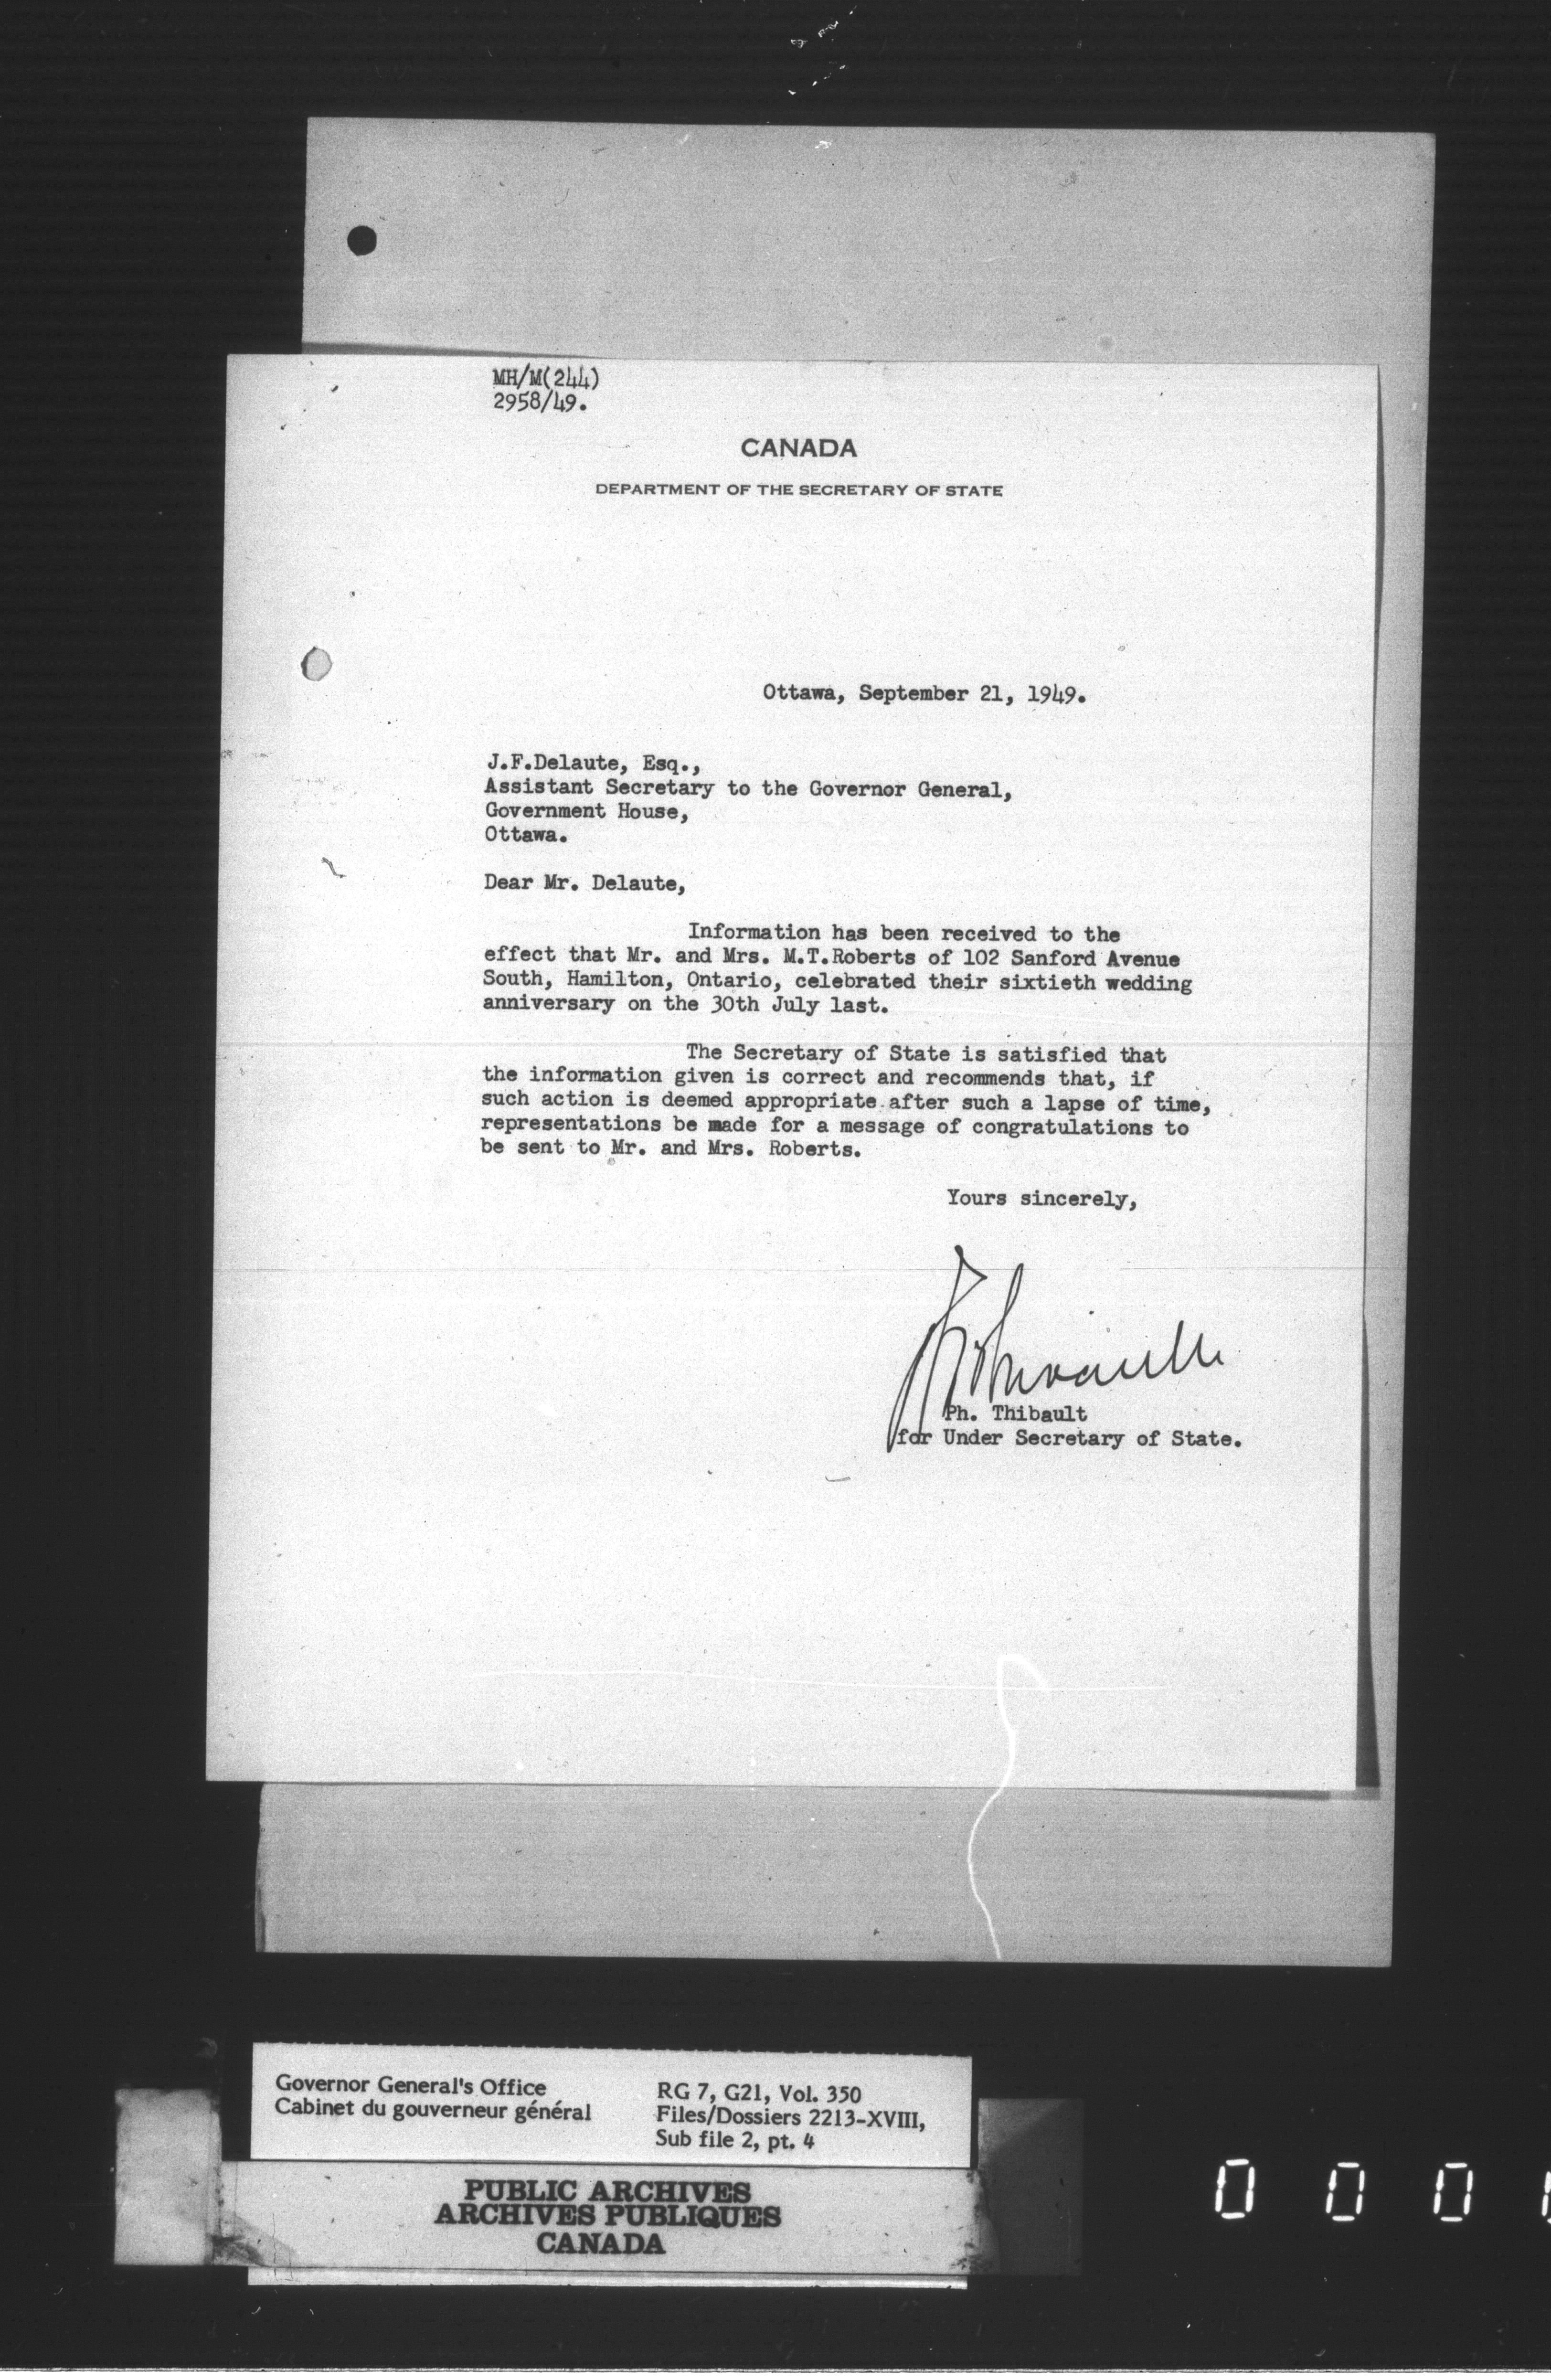 MH/M(244)
2958/49.
CANADA
DEPARTMENT OF THE SECRETARY OF STATE
Ottawa, September 21, 1949.
J.F.Delaute, Esq.,
Assistant Secretary to the Governor General,
Government House,
Ottawa.
Dear Mr. Delaute,
Information has been received to the
effect that Mr. and Mrs. M.T.Roberts of 102 Sanford Avenue
South, Hamilton, Ontario, celebrated their sixtieth wedding
anniversary on the 30th July last.
The Secretary of State is satisfied that
the information given is correct and recommends that, if
such action is deemed appropriate after such a lapse of time,
representations be made for a message of congratulations to
be sent to Mr. and Mrs. Roberts.
Yours sincerely,
Ph. Thibault
for Under Secretary of State.
Governor General's Office
Cabinet du gouverneur général
RG 7, G21, Vol. 350
Files/Dossiers 2213-XVIII,
Sub file 2, pt. 4
PUBLIC ARCHIVES
ARCHIVES PUBLIQUES
CANADA
0 0 0